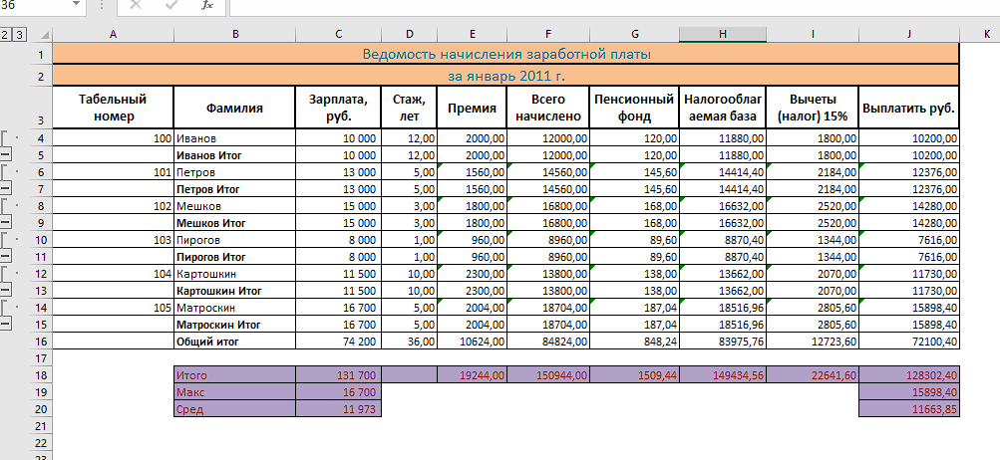 36
fx
2 3
A B C D E F G H I J K
1 Ведомость начисления заработной платы
2 за январь 2011 г.
3 Табельный номер Фамилия Зарплата, руб. Стаж, лет Премия Всего начислено Пенсионный фонд Налогооблагаемая база Вычеты (налог) 15% Выплатить руб.
4 100 Иванов 10 000 12,00 2000,00 12000,00 120,00 11880,00 1800,00 10200,00
5 Иванов Итог 10 000 12,00 2000,00 12000,00 120,00 11880,00 1800,00 10200,00
6 101 Петров 13 000 5,00 1560,00 14560,00 145,60 14414,40 2184,00 12376,00
7 Петров Итог 13 000 5,00 1560,00 14560,00 145,60 14414,40 2184,00 12376,00
8 102 Мешков 15 000 3,00 1800,00 16800,00 168,00 16632,00 2520,00 14280,00
9 Мешков Итог 15 000 3,00 1800,00 16800,00 168,00 16632,00 2520,00 14280,00
10 103 Пирогов 8 000 1,00 960,00 8960,00 89,60 8870,40 1344,00 7616,00
11 Пирогов Итог 8 000 1,00 960,00 8960,00 89,60 8870,40 1344,00 7616,00
12 104 Картошкин 11 500 10,00 2300,00 13800,00 138,00 13662,00 2070,00 11730,00
13 Картошкин Итог 11 500 10,00 2300,00 13800,00 138,00 13662,00 2070,00 11730,00
14 105 Матроскин 16 700 5,00 2004,00 18704,00 187,04 18516,96 2805,60 15898,40
15 Матроскин Итог 16 700 5,00 2004,00 18704,00 187,04 18516,96 2805,60 15898,40
16 Общий итог 74 200 36,00 10624,00 84824,00 848,24 83975,76 12723,60 72100,40
17
18 Итого 131 700 19244,00 150944,00 1509,44 149434,56 22641,60 128302,40
19 Макс 16 700 15898,40
20 Сред 11 973 11663,85
21
22
23